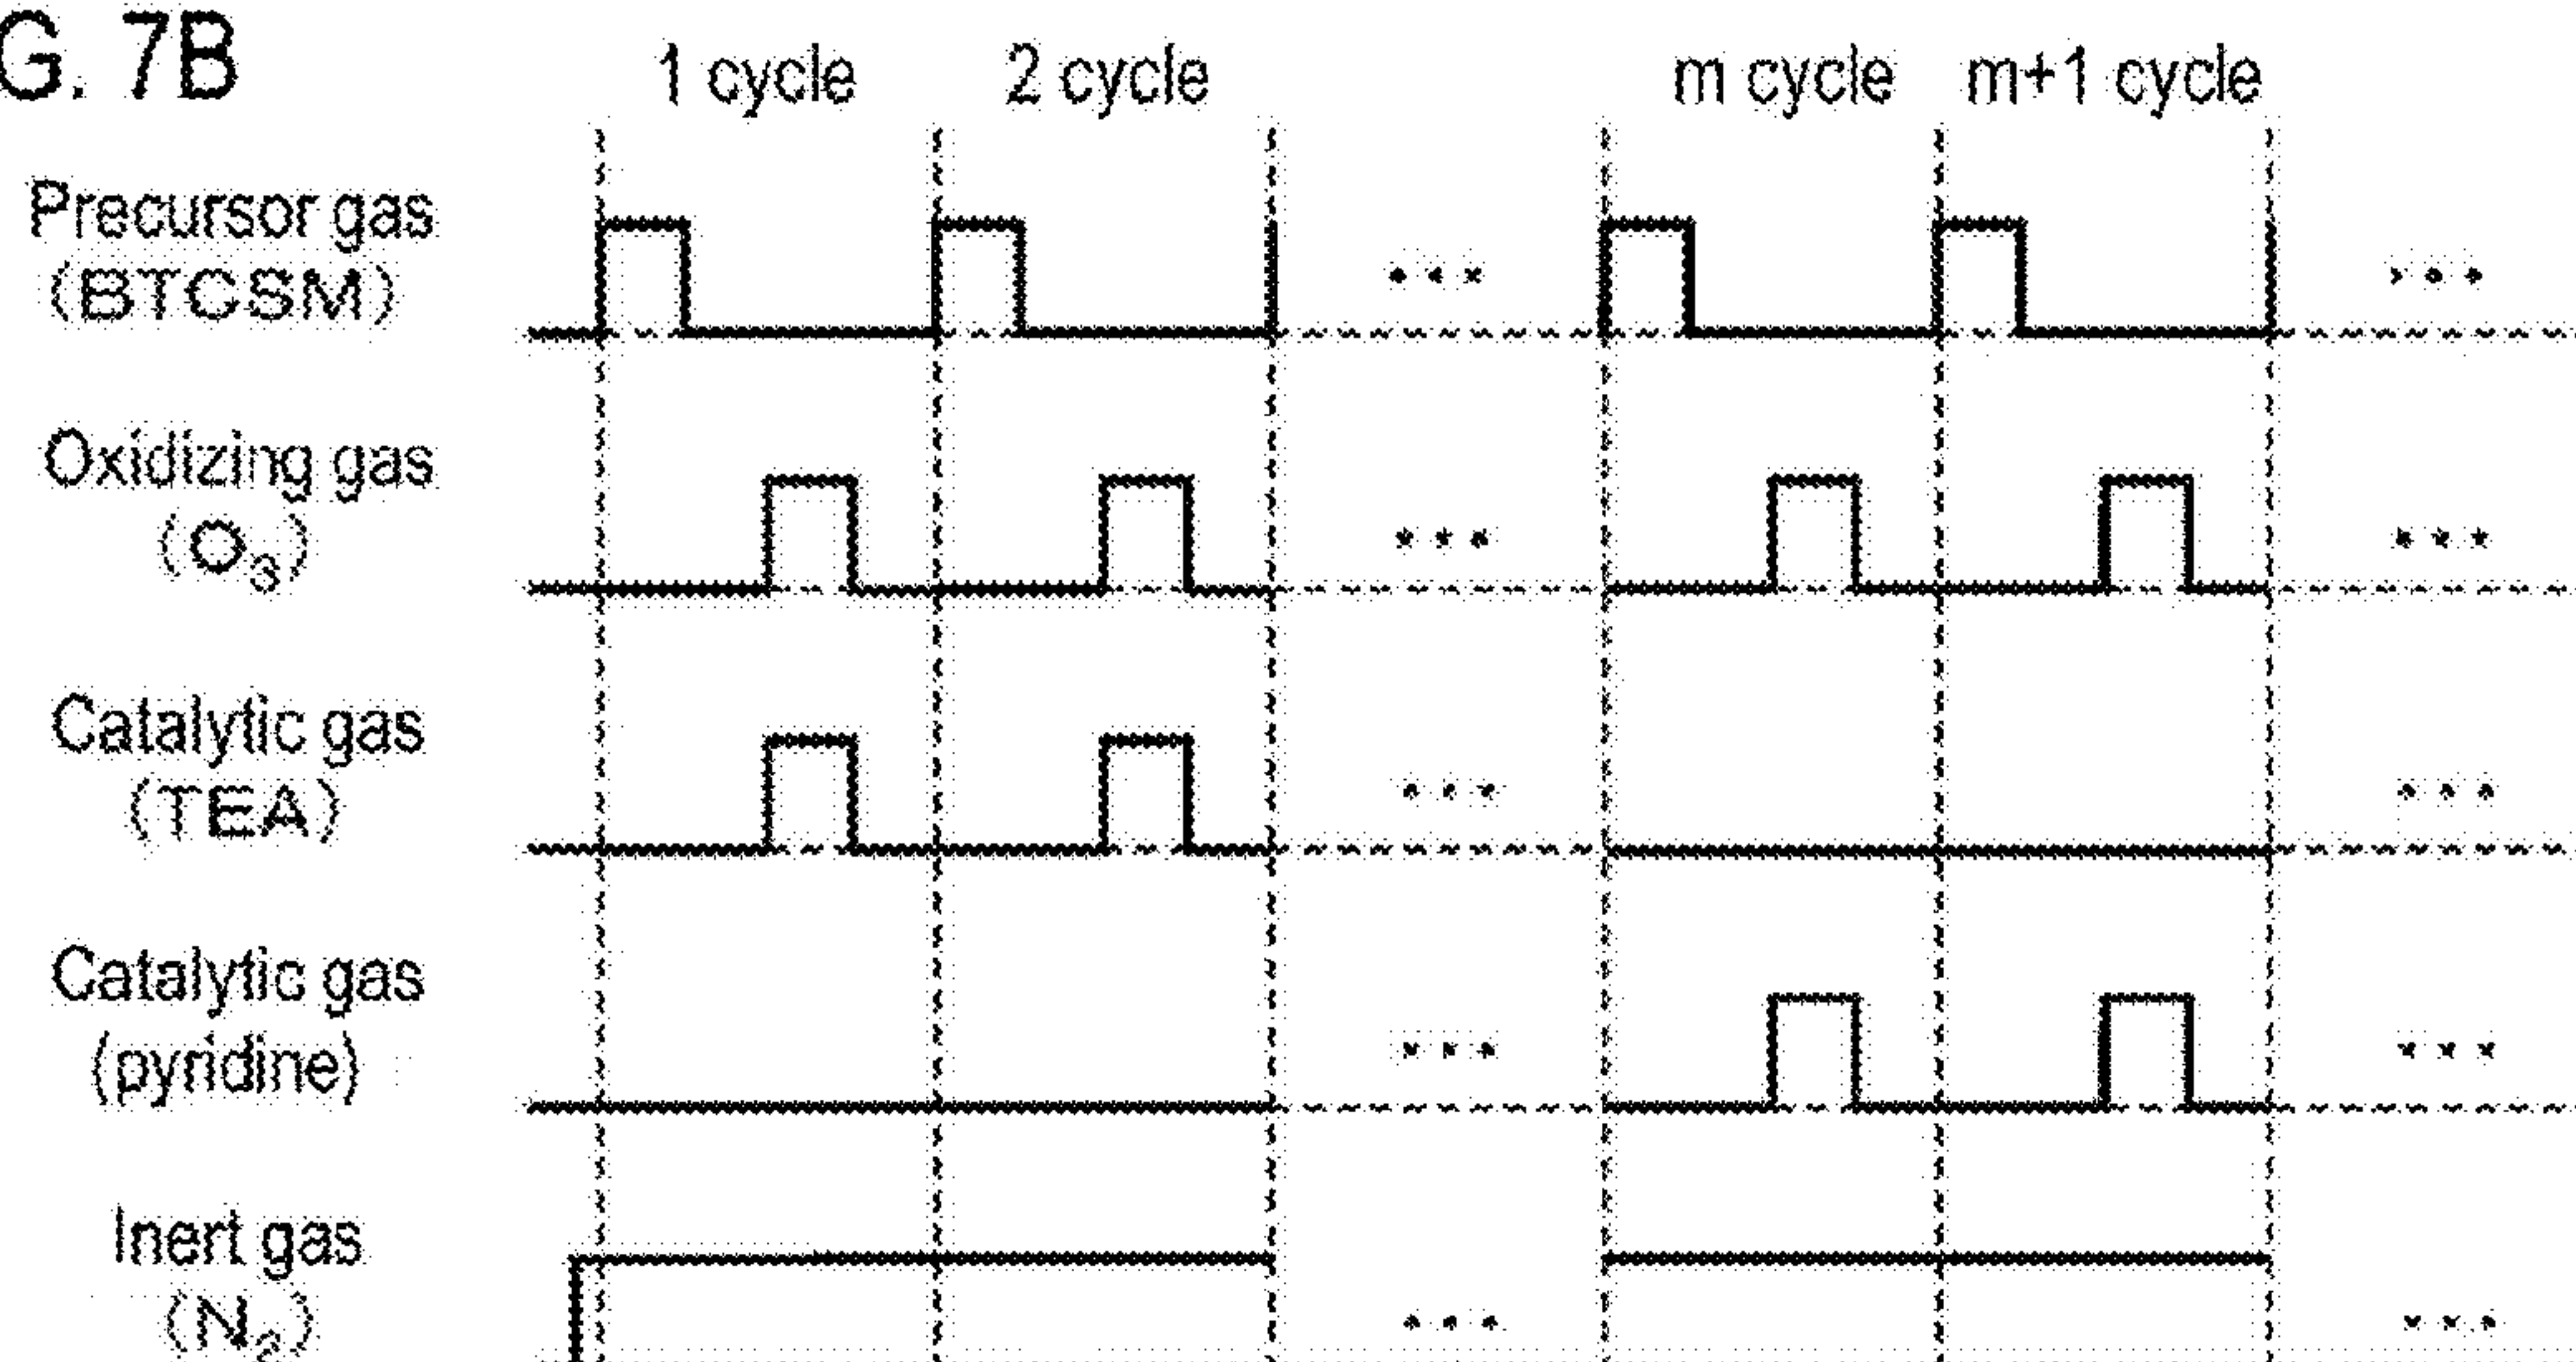 G. 7B
1 cycle 2 cycle m cycle m+1 cycle
Precursor gas
(BTCSM)
Oxidizing gas
(O₃)
Catalytic gas
(TEA)
Catalytic gas
(pyridine)
Inert gas
(N₂)